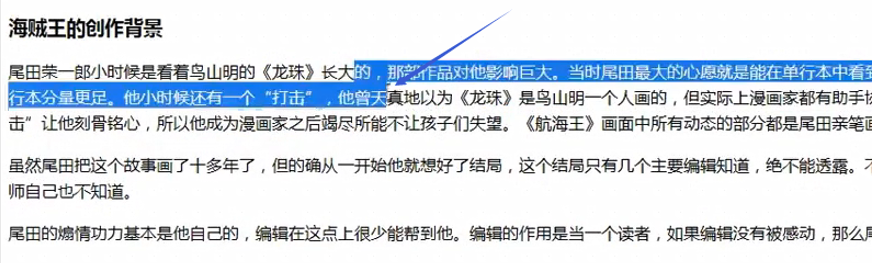 海贼王的创作背景
尾田荣一郎小时候是看着鸟山明的《龙珠》长大的，那部作品对他影响巨大。当时尾田最大的心愿就是能在单行本中看到
行本分量更足。他小时候还有一个“打击”，他曾天真地以为《龙珠》是鸟山明一个人画的，但实际上漫画家都有助手协
击”让他刻骨铭心，所以他成为漫画家之后竭尽所能不让孩子们失望。《航海王》画面中所有动态的部分都是尾田亲笔画
虽然尾田把这个故事画了十多年了，但的确从一开始他就想好了结局，这个结局只有几个主要编辑知道，绝不能透露。不
师自己也不知道。
尾田的煽情功力基本是他自己的，编辑在这点上很少能帮到他。编辑的作用是当一个读者，如果编辑没有被感动，那么尾